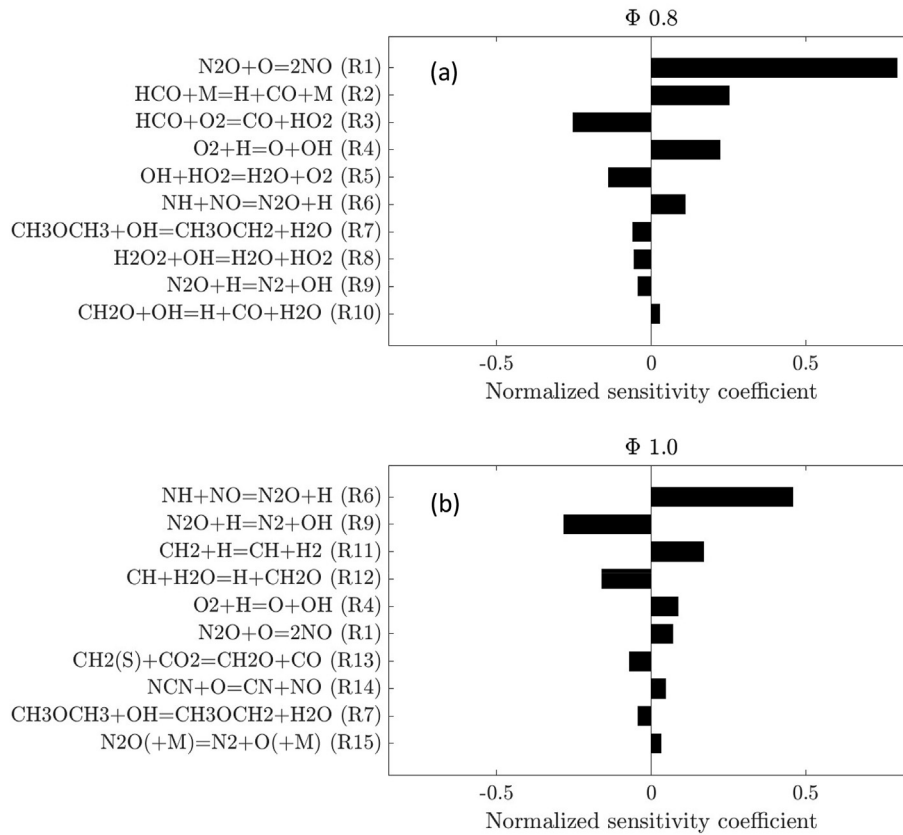 Φ 0.8
(a)
N2O+O=2NO (R1)
HCO+M=H+CO+M (R2)
HCO+O2=CO+HO2 (R3)
O2+H=O+OH (R4)
OH+HO2=H2O+O2 (R5)
NH+NO=N2O+H (R6)
CH3OCH3+OH=CH3OCH2+H2O (R7)
H2O2+OH=H2O+HO2 (R8)
N2O+H=N2+OH (R9)
CH2O+OH=H+CO+H2O (R10)
-0.5 0 0.5
Normalized sensitivity coefficient
Φ 1.0
(b)
NH+NO=N2O+H (R6)
N2O+H=N2+OH (R9)
CH2+H=CH+H2 (R11)
CH+H2O=H+CH2O (R12)
O2+H=O+OH (R4)
N2O+O=2NO (R1)
CH2(S)+CO2=CH2O+CO (R13)
NCN+O=CN+NO (R14)
CH3OCH3+OH=CH3OCH2+H2O (R7)
N2O(+M)=N2+O(+M) (R15)
-0.5 0 0.5
Normalized sensitivity coefficient